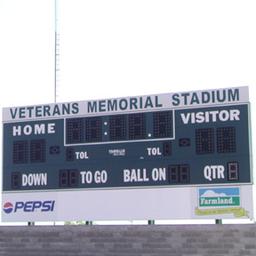 VETERANS MEMORIAL STADIUM
HOME
VISITOR
TOL
TOL
DOWN
TO GO
BALL ON
QTR
PEPSI
Farmland.